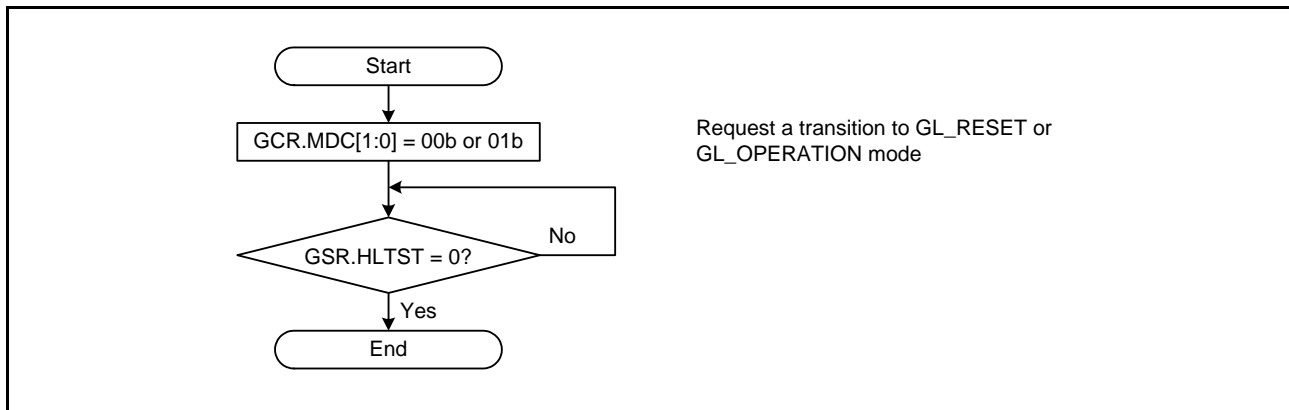 Start
GCR.MDC[1:0] = 00b or 01b
Request a transition to GL_RESET or
GL_OPERATION mode
No
GSR.HLTST = 0?
Yes
End